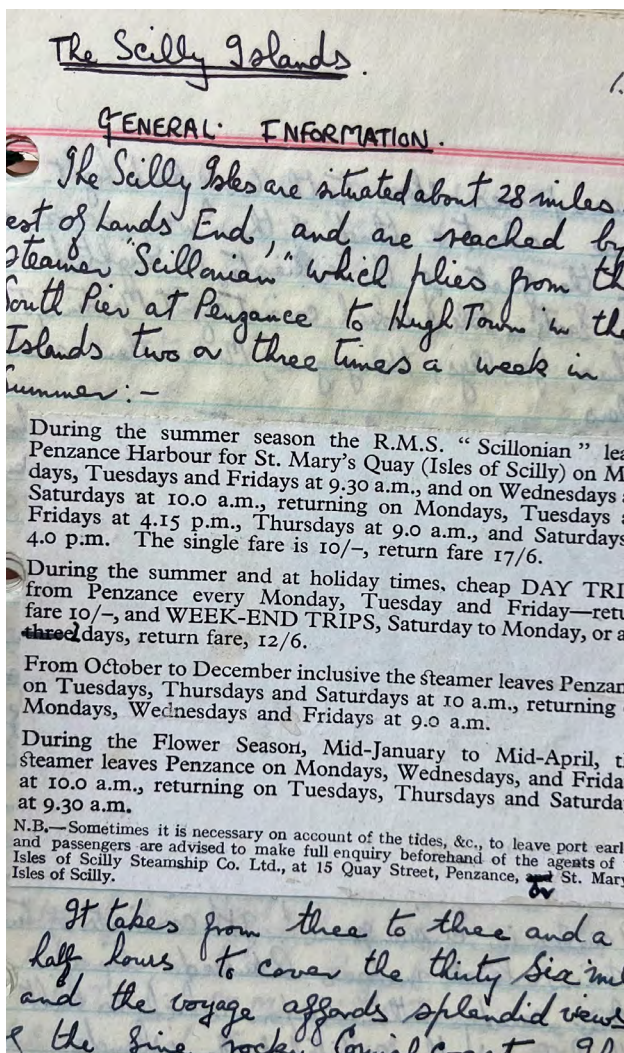 The Scilly Islands.
1.
GENERAL INFORMATION.
The Scilly Isles are situated about 28 miles
est of Lands End, and are reached by
steamer "Scillonian" which plies from th
South Pier at Penzance to Hugh Town in the
Islands two or three times a week in
Summer:-
During the summer season the R.M.S. "Scillonian" lea
Penzance Harbour for St. Mary's Quay (Isles of Scilly) on M
days, Tuesdays and Fridays at 9.30 a.m., and on Wednesdays
Saturdays at 10.0 a.m., returning on Mondays, Tuesdays a
Fridays at 4.15 p.m., Thursdays at 9.0 a.m., and Saturdays
4.0 p.m. The single fare is 10/–, return fare 17/6.
During the summer and at holiday times, cheap DAY TRI
from Penzance every Monday, Tuesday and Friday—retu
fare 10/–, and WEEK-END TRIPS, Saturday to Monday, or a
three days, return fare, 12/6.
From October to December inclusive the steamer leaves Penzan
on Tuesdays, Thursdays and Saturdays at 10 a.m., returning
Mondays, Wednesdays and Fridays at 9.0 a.m.
During the Flower Season, Mid-January to Mid-April, t
steamer leaves Penzance on Mondays, Wednesdays, and Frida
at 10.0 a.m., returning on Tuesdays, Thursdays and Saturda
at 9.30 a.m.
N.B.—Sometimes it is necessary on account of the tides, &c., to leave port earl
and passengers are advised to make full enquiry beforehand of the agents of
Isles of Scilly Steamship Co. Ltd., at 15 Quay Street, Penzance, and St. Mary
or
Isles of Scilly.
It takes from three to three and a
half hours to cover the thirty six mil
and the voyage affords splendid views
the fine rocky Cornish coast.